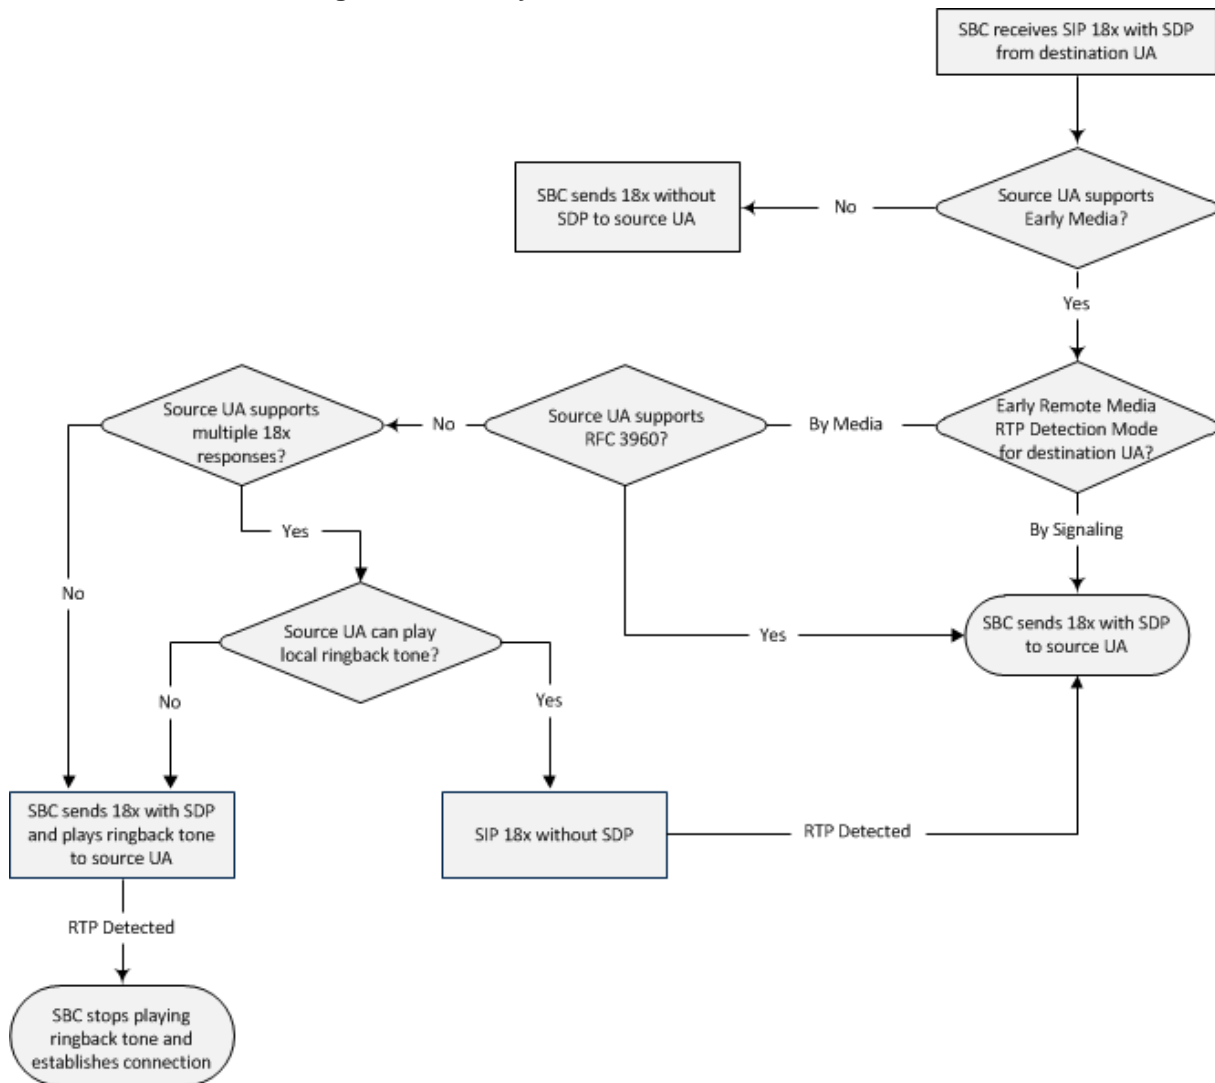 SBC receives SIP 18x with SDP
from destination UA
SBC sends 18x without
SDP to source UA
No
Source UA supports
Early Media?
Yes
Source UA supports
multiple 18x
responses?
No
Source UA supports
RFC 3960?
By Media
Early Remote Media
RTP Detection Mode
for destination UA?
Yes
By Signaling
No
Source UA can play
local ringback tone?
Yes
SBC sends 18x with SDP
to source UA
No
Yes
SBC sends 18x with SDP
and plays ringback tone
to source UA
SIP 18x without SDP
RTP Detected
RTP Detected
SBC stops playing
ringback tone and
establishes connection